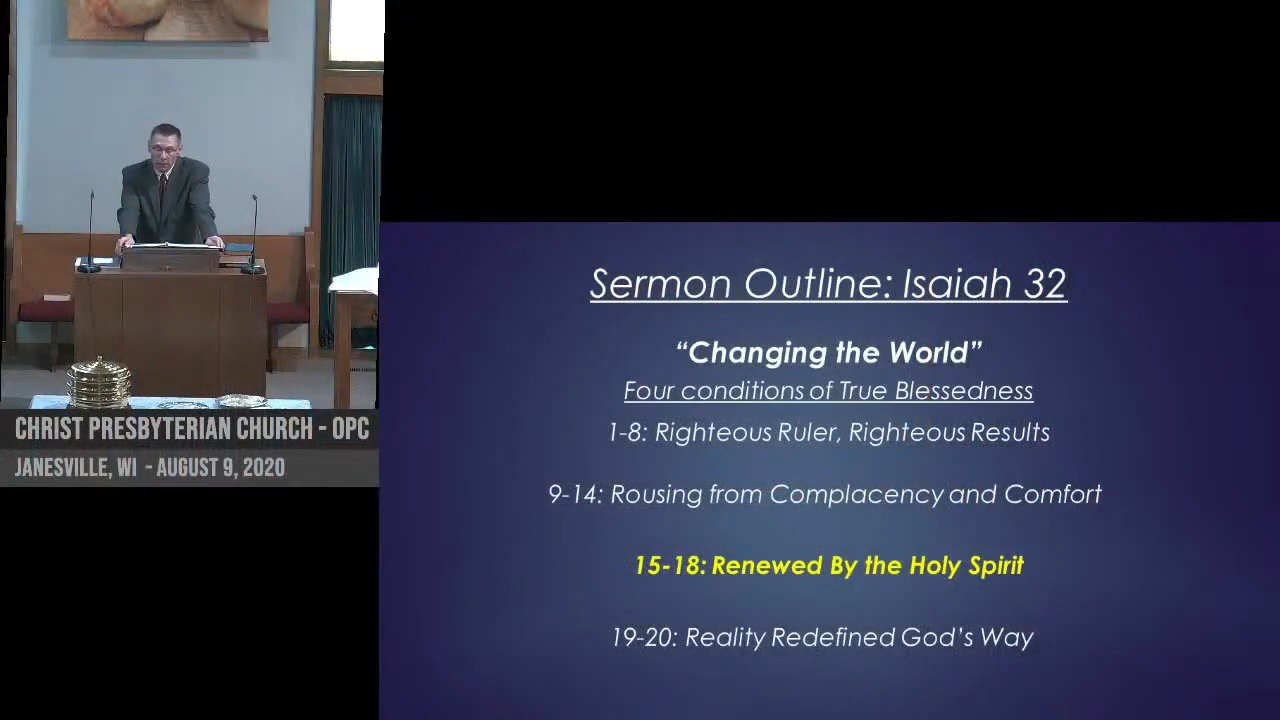 CHRIST PRESBYTERIAN CHURCH - OPC
JANESVILLE, WI - AUGUST 9, 2020
Sermon Outline: Isaiah 32
“Changing the World”
Four conditions of True Blessedness
1-8: Righteous Ruler, Righteous Results
9-14: Rousing from Complacency and Comfort
15-18: Renewed By the Holy Spirit
19-20: Reality Redefined God’s Way